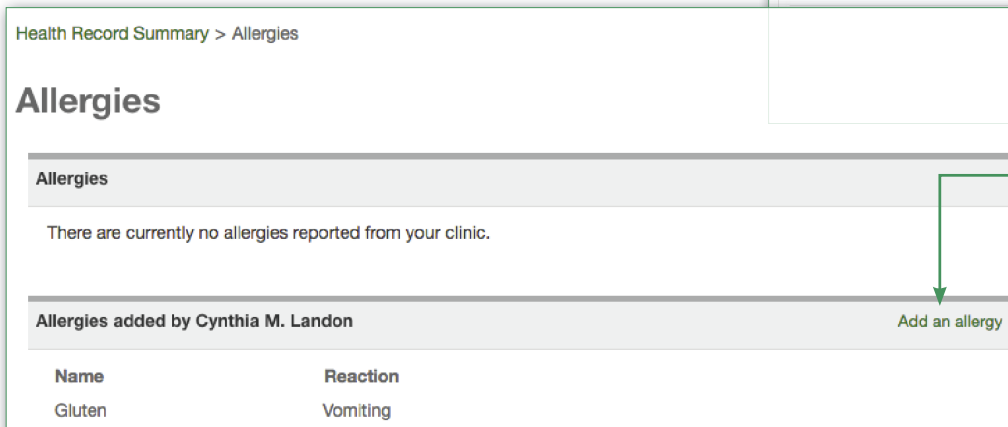 Health Record Summary > Allergies
Allergies
Allergies
There are currently no allergies reported from your clinic.
Allergies added by Cynthia M. Landon Add an allergy
Name Reaction
Gluten Vomiting